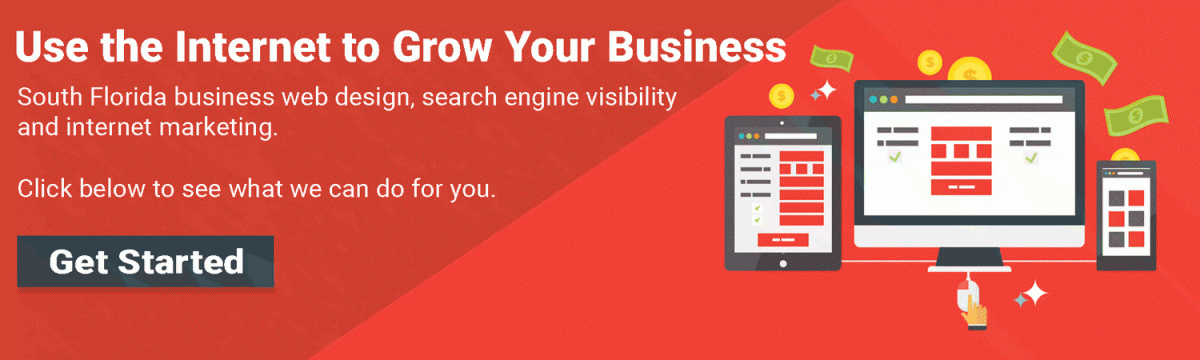 Use the Internet to Grow Your Business
South Florida business web design, search engine visibility
and internet marketing.
Click below to see what we can do for you.
Get Started